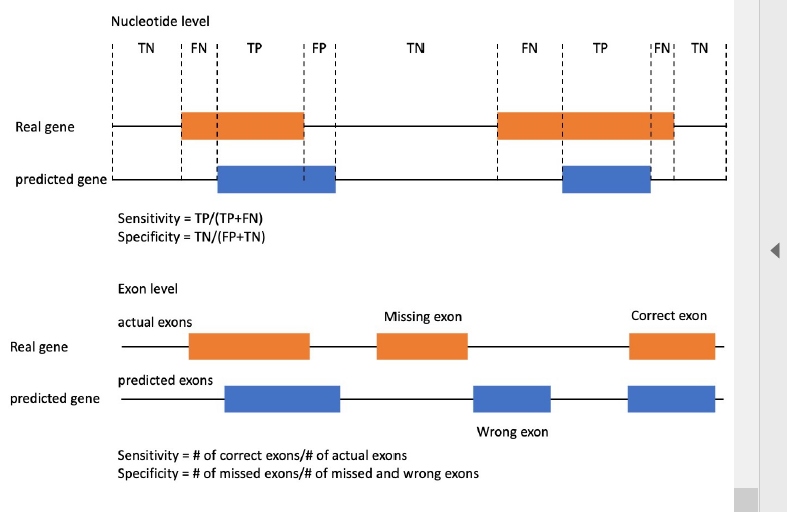 Nucleotide level
TN FN TP FP TN FN TP FN TN
Real gene
predicted gene
Sensitivity = TP/(TP+FN)
Specificity = TN/(FP+TN)
Exon level
actual exons Missing exon Correct exon
Real gene
predicted exons
predicted gene
Wrong exon
Sensitivity = # of correct exons/# of actual exons
Specificity = # of missed exons/# of missed and wrong exons